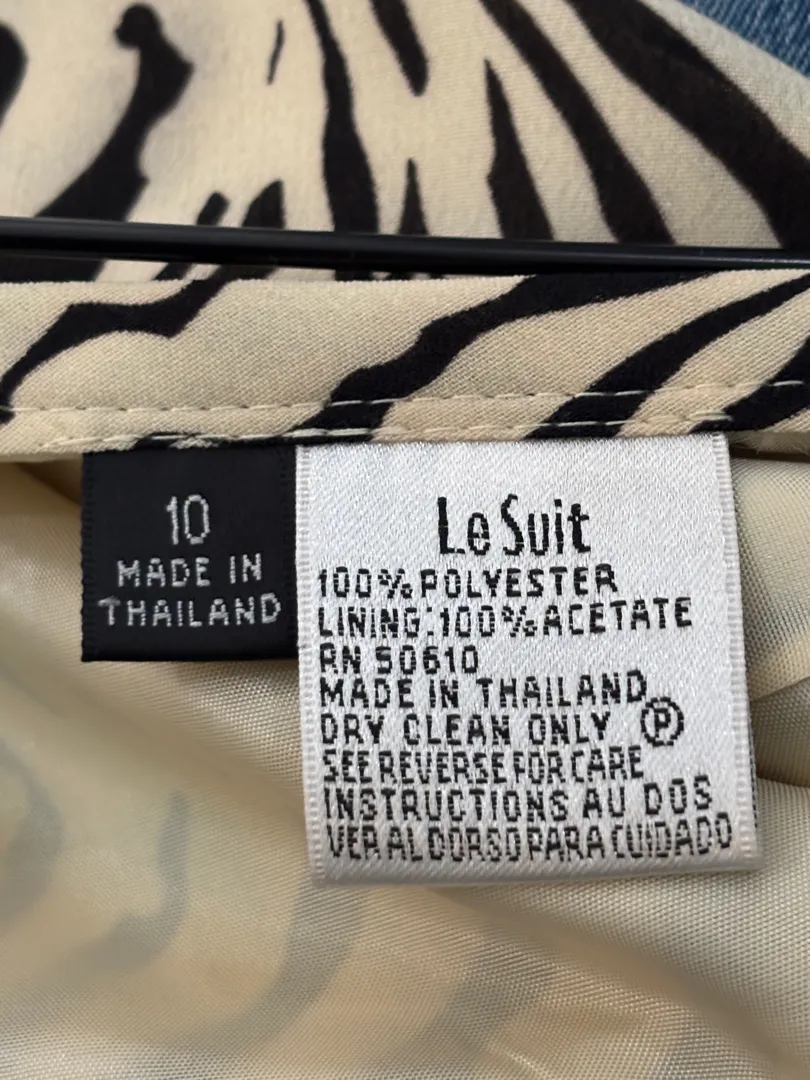 10
MADE IN
THAILAND
Le Suit
100% POLYESTER
LINING:100% ACETATE
RN 50610
MADE IN THAILAND
DRY CLEAN ONLY Ⓟ
SEE REVERSE FOR CARE
INSTRUCTIONS AU DOS
VER AL DORSO PARA CUIDADO